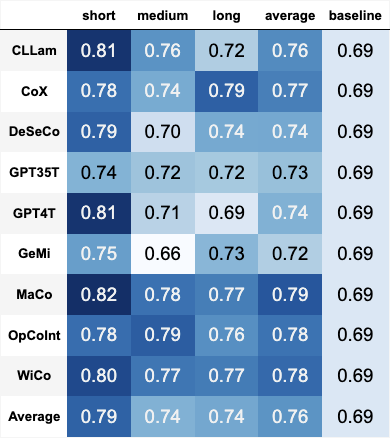 short medium long average baseline
CLLam 0.81 0.76 0.72 0.76 0.69
CoX 0.78 0.74 0.79 0.77 0.69
DeSeCo 0.79 0.70 0.74 0.74 0.69
GPT35T 0.74 0.72 0.72 0.73 0.69
GPT4T 0.81 0.71 0.69 0.74 0.69
GeMi 0.75 0.66 0.73 0.72 0.69
MaCo 0.82 0.78 0.77 0.79 0.69
OpCoInt 0.78 0.79 0.76 0.78 0.69
WiCo 0.80 0.77 0.77 0.78 0.69
Average 0.79 0.74 0.74 0.76 0.69